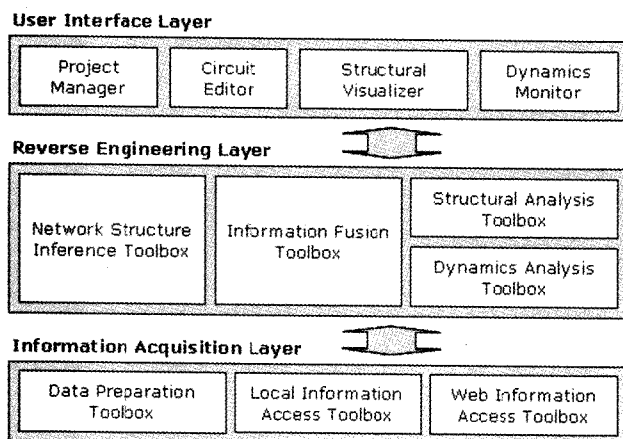 User Interface Layer
Project
Manager
Circuit
Editor
Structural
Visualizer
Dynamics
Monitor
Reverse Engineering Layer
Network Structure
Inference Toolbox
Information Fusion
Toolbox
Structural Analysis
Toolbox
Dynamics Analysis
Toolbox
Information Acquisition Layer
Data Preparation
Toolbox
Local Information
Access Toolbox
Web Information
Access Toolbox